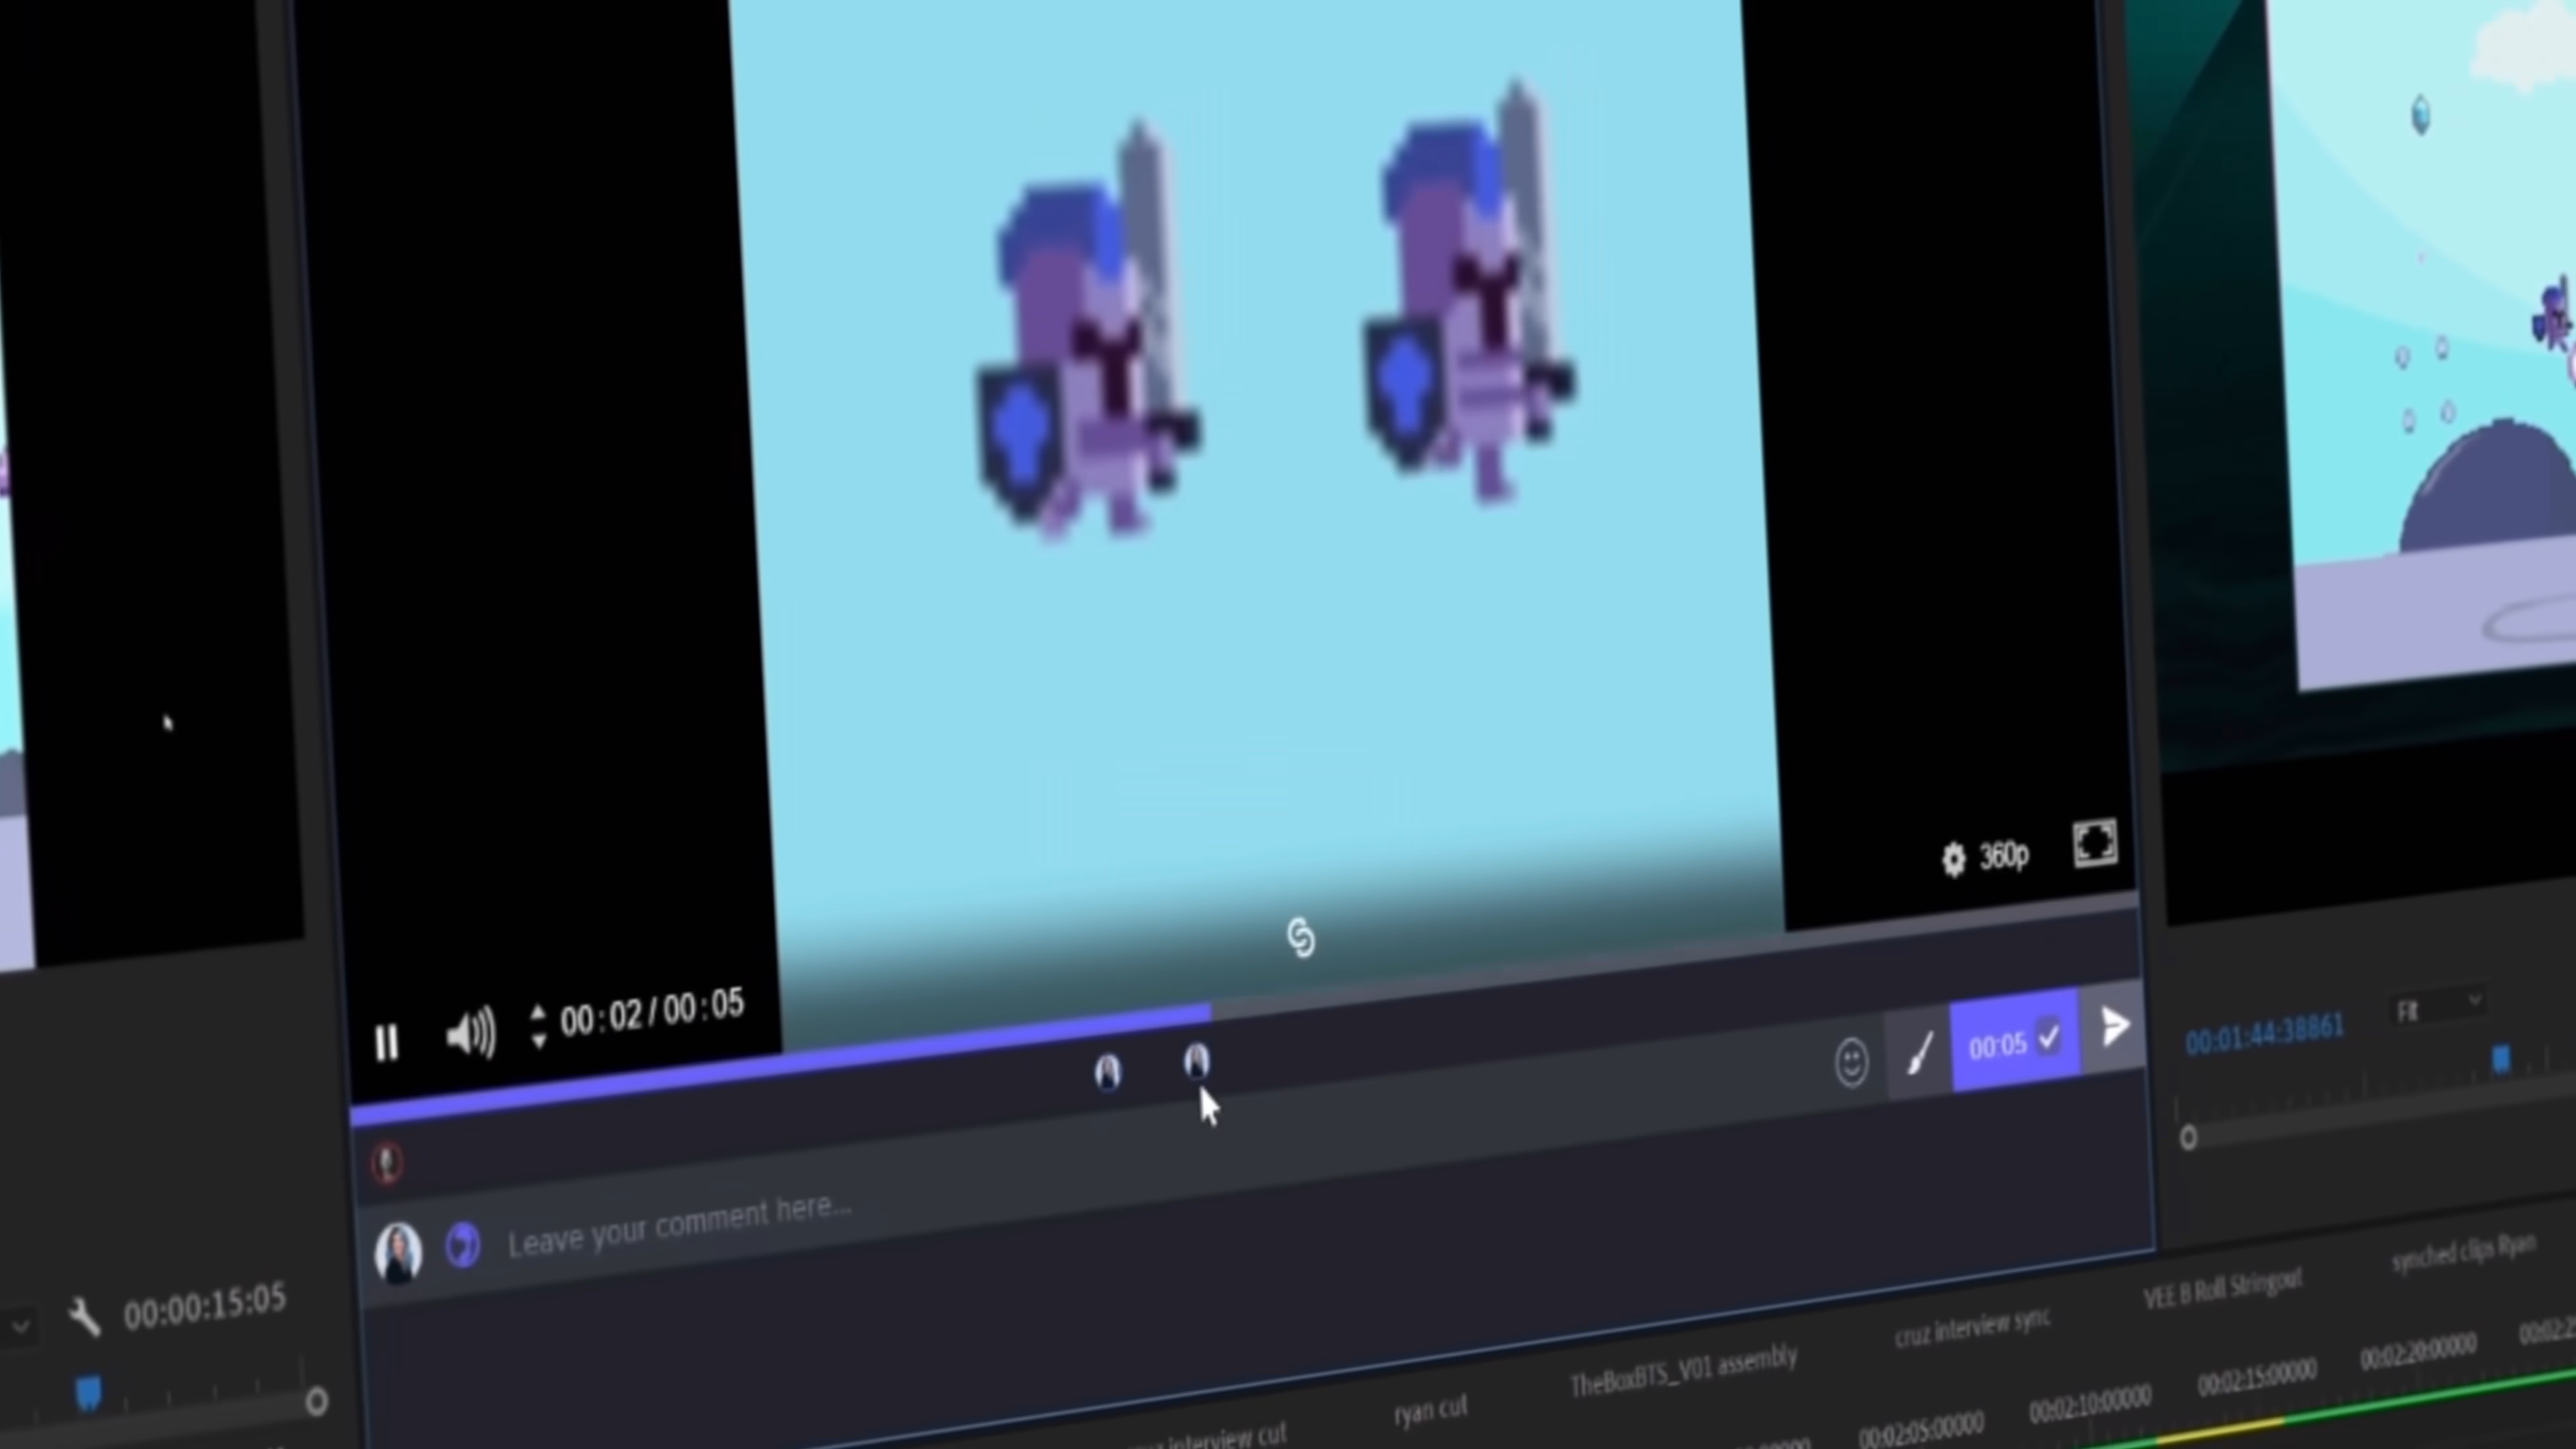 360p
00:02/00:05
00:05
00:01:44:38861
Fit
Leave your comment here...
00:00:15:05
interview cut
ryan cut
TheBoxBTS_V01 assembly
cruz interview sync
VEE B Roll Stringout
synched clips Ryan
00:02:05:00000
00:02:10:00000
00:02:15:00000
00:02:20:00000